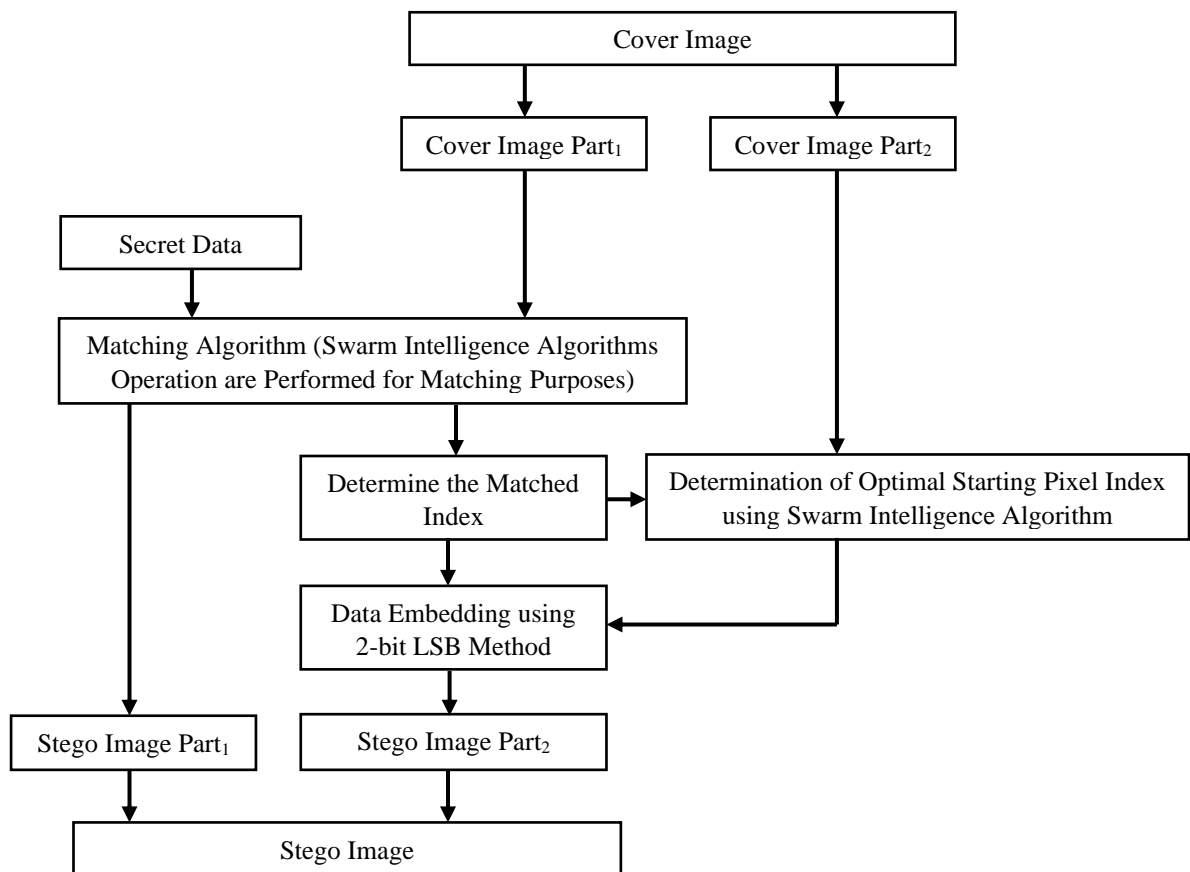 Cover Image
Cover Image Part₁
Cover Image Part₂
Secret Data
Matching Algorithm (Swarm Intelligence Algorithms
Operation are Performed for Matching Purposes)
Determine the Matched
Index
Determination of Optimal Starting Pixel Index
using Swarm Intelligence Algorithm
Data Embedding using
2-bit LSB Method
Stego Image Part₁
Stego Image Part₂
Stego Image